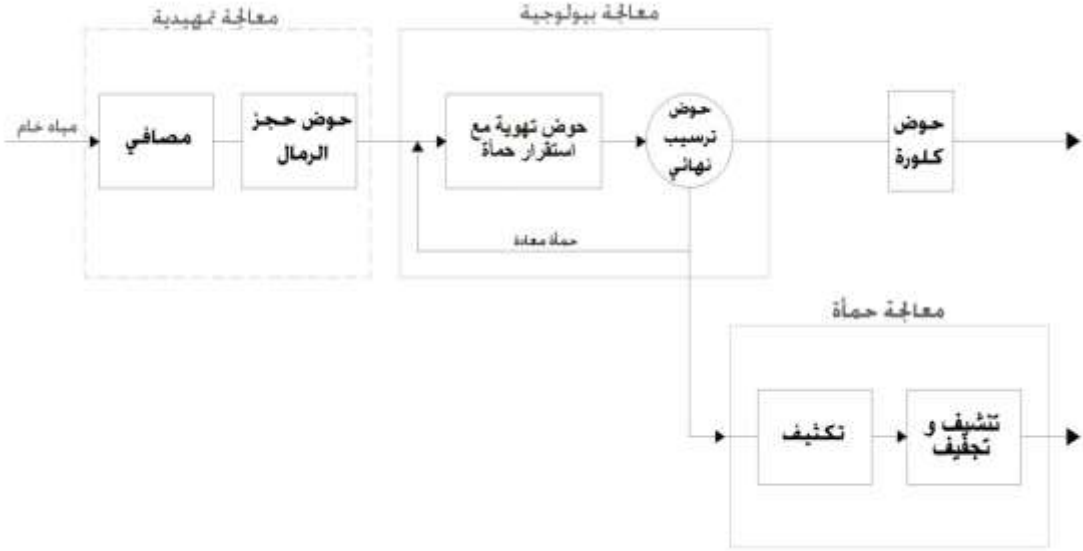 معالجة تمهيدية
معالجة بيولوجية
مياه خام
مصافي
حوض حجز
الرمال
حوض تهوية مع
استقرار حمأة
حوض
ترسيب
نهائي
حوض
كلورة
حمأة معادة
معالجة حمأة
تكثيف
تنشيف و
تجفيف